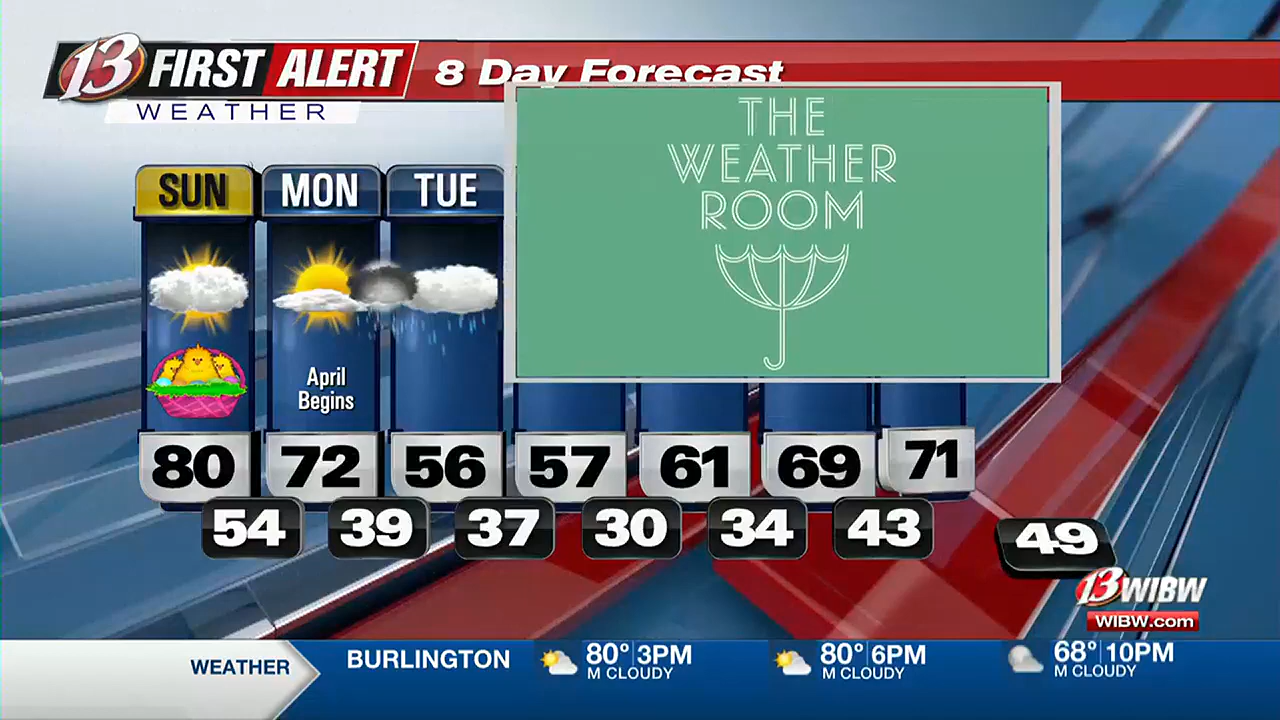 13 FIRST ALERT
WEATHER
8 Day Forecast
THE
WEATHER
ROOM
SUN MON TUE
April
Begins
80 72 56 57 61 69 71
54 39 37 30 34 43 49
13 WIBW
WIBW.com
WEATHER BURLINGTON 80° 3PM 80° 6PM 68° 10PM
M CLOUDY M CLOUDY M CLOUDY